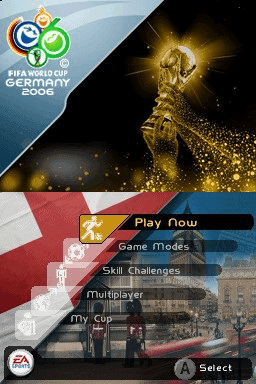 ©
FIFA WORLD CUP
GERMANY
2006
Play Now
Game Modes
Skill Challenges
Multiplayer
My Cup
EA
SPORTS
A Select